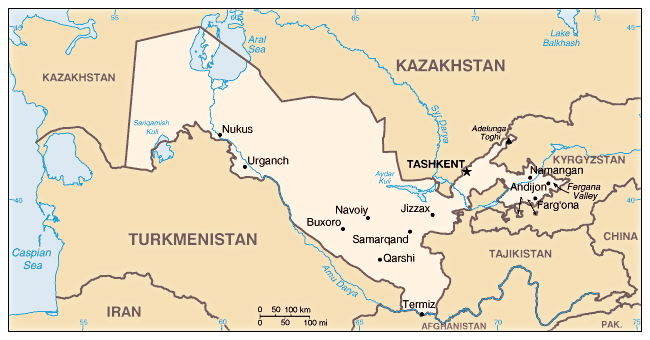 45
55
60
Aral
Sea
70
Lake
Balkhash
75
45
KAZAKHSTAN
KAZAKHSTAN
Syr Darya
Adelunga
Toghi
Sariqamish
Kuli
Nukus
Urganch
TASHKENT
KYRGYZSTAN
Namangan
Andijon
Fergana
Valley
Farg'ona
Aydar
Kuli
40
40
Navoiy
Jizzax
Buxoro
Samarqand
Qarshi
TURKMENISTAN
CHINA
TAJIKISTAN
Caspian
Sea
Amu Darya
Termiz
IRAN
0 50 100 km
0 50 100 mi
AFGHANISTAN
PAK.
55
60
65
70
75